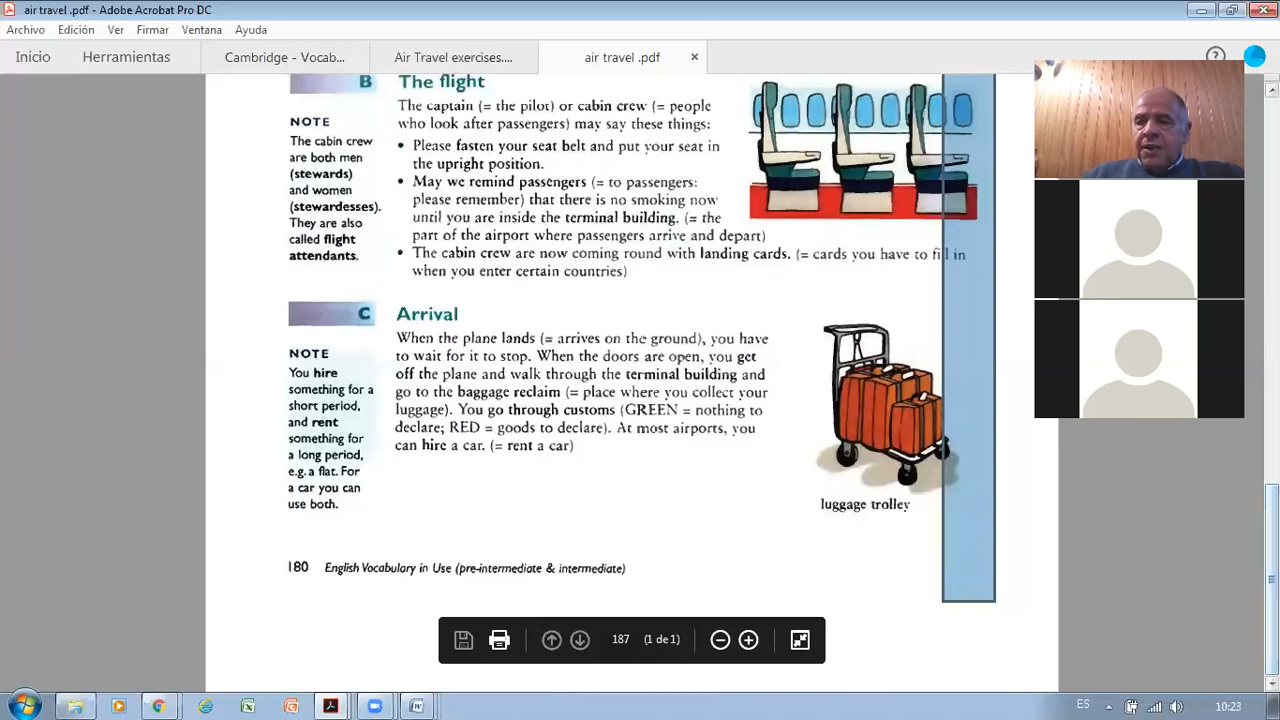 air travel .pdf - Adobe Acrobat Pro DC
Archivo Edición Ver Firmar Ventana Ayuda
Inicio Herramientas Cambridge - Vocab... Air Travel exercises.... air travel .pdf
B The flight
The captain (= the pilot) or cabin crew (= people
who look after passengers) may say these things:
• Please fasten your seat belt and put your seat in
the upright position.
• May we remind passengers (= to passengers:
please remember) that there is no smoking now
until you are inside the terminal building. (= the
part of the airport where passengers arrive and depart)
• The cabin crew are now coming round with landing cards. (= cards you have to fill in
when you enter certain countries)
NOTE
The cabin crew
are both men
(stewards)
and women
(stewardesses).
They are also
called flight
attendants.
C Arrival
When the plane lands (= arrives on the ground), you have
to wait for it to stop. When the doors are open, you get
off the plane and walk through the terminal building and
go to the baggage reclaim (= place where you collect your
luggage). You go through customs (GREEN = nothing to
declare; RED = goods to declare). At most airports, you
can hire a car. (= rent a car)
NOTE
You hire
something for a
short period,
and rent
something for
a long period,
e.g. a flat. For
a car you can
use both.
luggage trolley
180 English Vocabulary in Use (pre-intermediate & intermediate)
187 (1 de 1)
ES 10:23